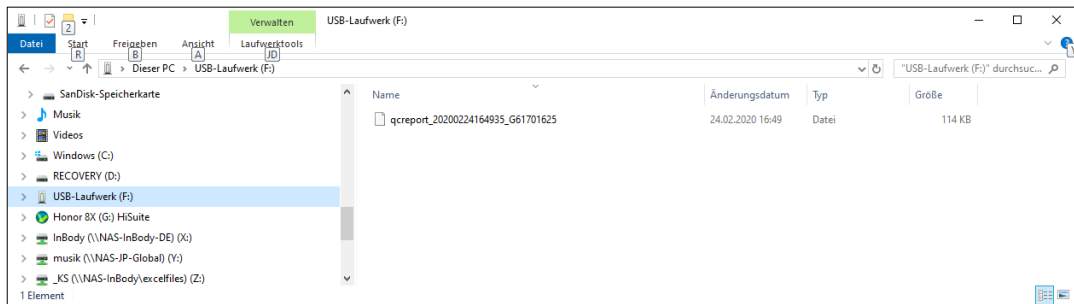 Verwalten USB-Laufwerk (F:)
2
Datei Start Freigeben Ansicht Laufwerktools
R B A JD Y
Dieser PC > USB-Laufwerk (F:) "USB-Laufwerk (F:)" durchsuc...
SanDisk-Speicherkarte
Musik
Videos
Windows (C:)
RECOVERY (D:)
USB-Laufwerk (F:)
Honor 8X (G:) HiSuite
InBody (\\NAS-InBody-DE) (X:)
musik (\\NAS-JP-Global) (Y:)
_KS (\\NAS-InBody\excelfiles) (Z:)
Name Änderungsdatum Typ Größe
qcreport_20200224164935_G61701625 24.02.2020 16:49 Datei 114 KB
1 Element